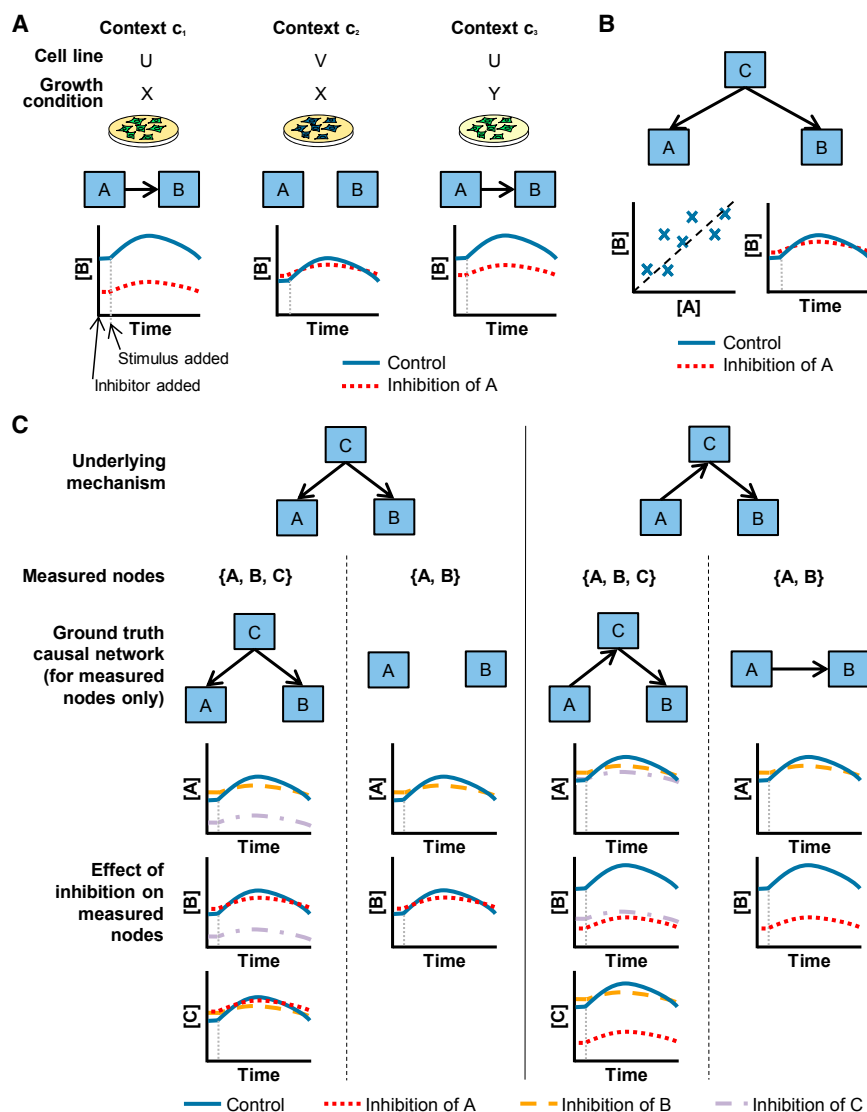 A
Context c₁ Context c₂ Context c₃
Cell line U V U
Growth
condition X X Y
A B A B A B
[B] [B] [B]
Time Time Time
Stimulus added
Inhibitor added
Control
Inhibition of A
B
C
A B
[B] [B]
[A] Time
Control
Inhibition of A
C
Underlying
mechanism
C C
A B A B
Measured nodes {A, B, C} {A, B} {A, B, C} {A, B}
Ground truth
causal network
(for measured
nodes only)
C C
A B A B A B A B
[A] [A] [A] [A]
Time Time Time Time
Effect of
inhibition on
measured
nodes
[B] [B] [B] [B]
Time Time Time Time
[C] [C]
Time Time
Control Inhibition of A Inhibition of B Inhibition of C